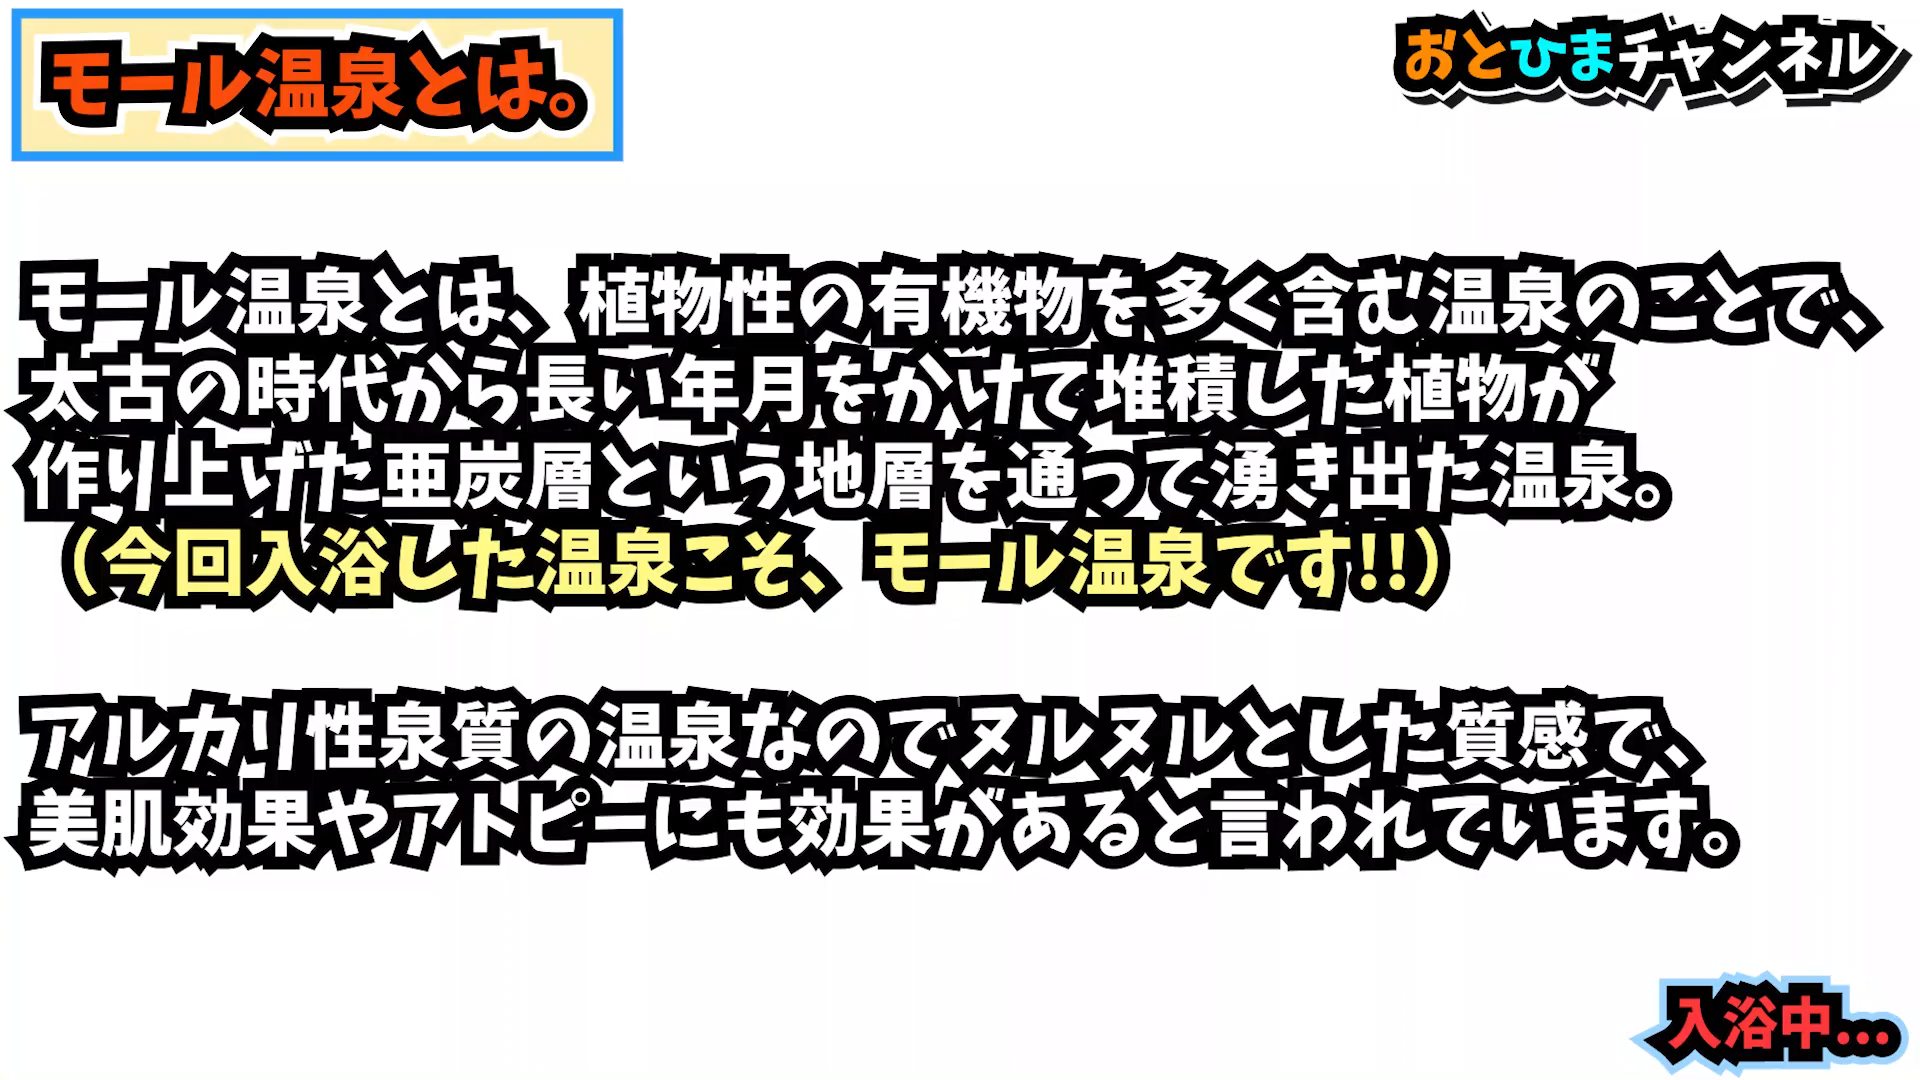 モール温泉とは。
おとひまチャンネル
モール温泉とは、植物性の有機物を多く含む温泉のことで、
太古の時代から長い年月をかけて堆積した植物が
作り上げた亜炭層という地層を通って湧き出た温泉。
（今回入浴した温泉こそ、モール温泉です!!）
アルカリ性泉質の温泉なのでヌルヌルとした質感で、
美肌効果やアトピーにも効果があると言われています。
入浴中...